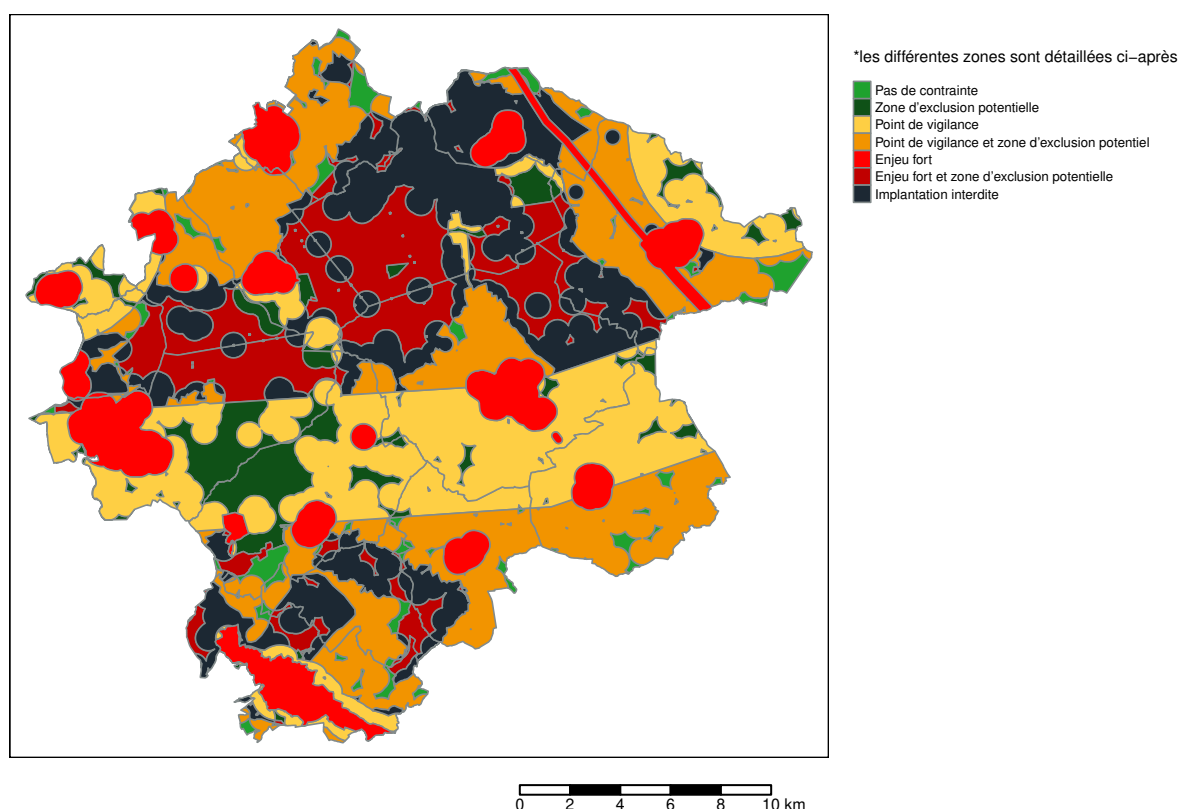 *les différentes zones sont détaillées ci−après
Pas de contrainte
Zone d'exclusion potentielle
Point de vigilance
Point de vigilance et zone d'exclusion potentiel
Enjeu fort
Enjeu fort et zone d'exclusion potentielle
Implantation interdite
0 2 4 6 8 10 km